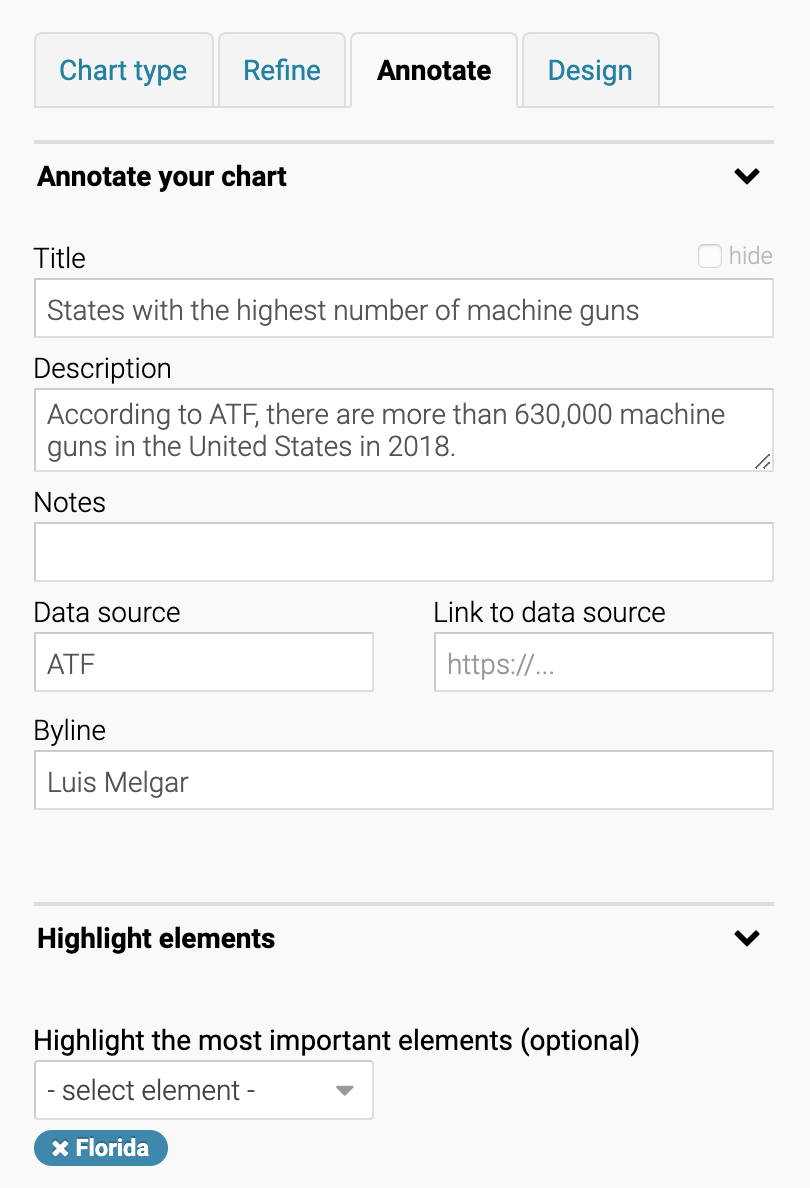 Chart type Refine Annotate Design
Annotate your chart
Title hide
States with the highest number of machine guns
Description
According to ATF, there are more than 630,000 machine
guns in the United States in 2018.
Notes
Data source Link to data source
ATF https://...
Byline
Luis Melgar
Highlight elements
Highlight the most important elements (optional)
- select element -
Florida